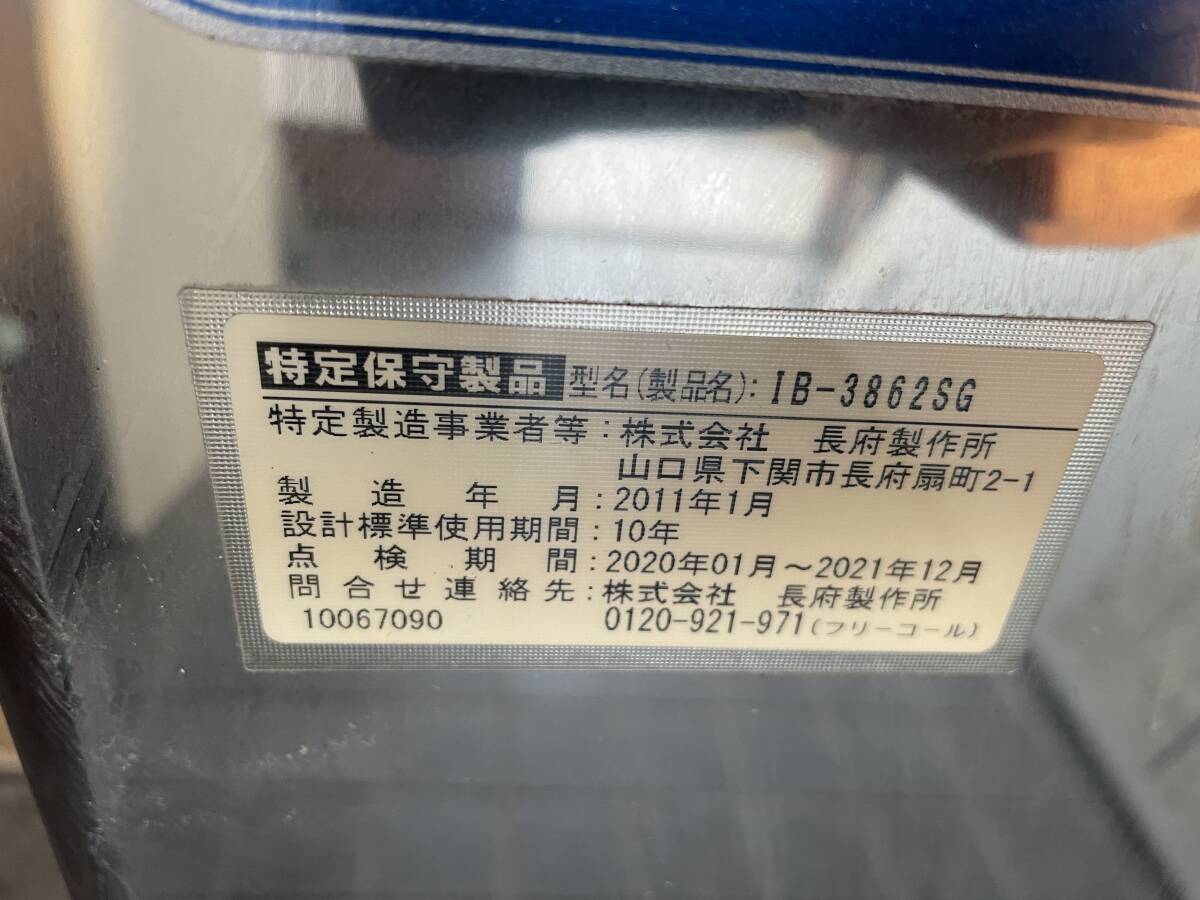 特定保守製品 型名(製品名): IB-3862SG
特定製造事業者等:株式会社 長府製作所
山口県下関市長府扇町2-1
製造年月:2011年1月
設計標準使用期間:10年
点検期間:2020年01月~2021年12月
問合せ連絡先:株式会社 長府製作所
10067090 0120-921-971(フリーコール)